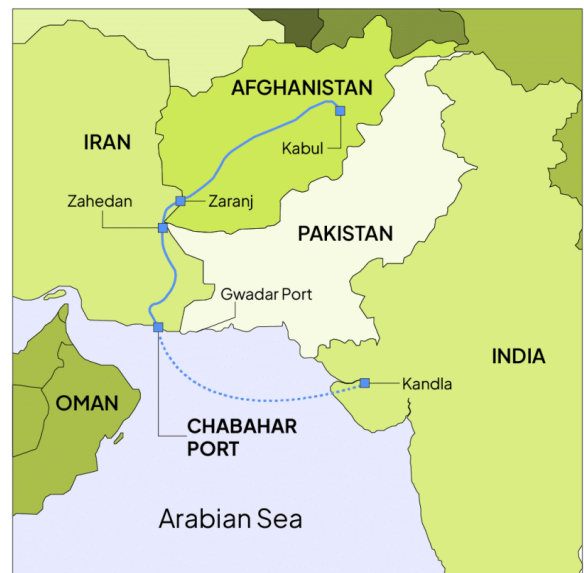 AFGHANISTAN
IRAN
Kabul
Zahedan
Zaranj
PAKISTAN
Gwadar Port
INDIA
Kandla
OMAN
CHABAHAR
PORT
Arabian Sea